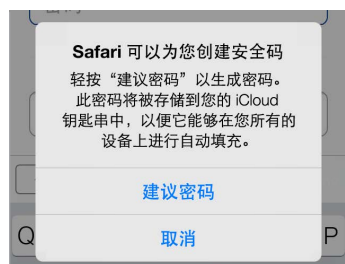 Safari 可以为您创建安全码
轻按“建议密码”以生成密码。
此密码将被存储到您的 iCloud
钥匙串中，以便它能够在您所有的
设备上进行自动填充。
建议密码
取消
Q
P